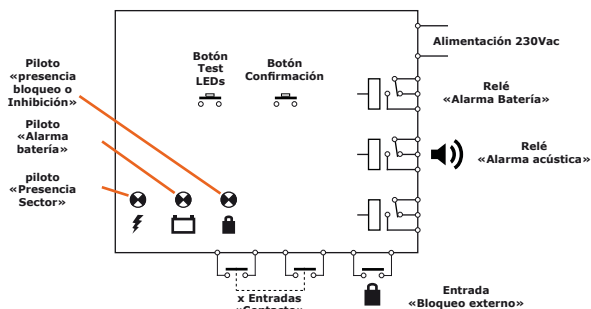 Piloto
«presencia
bloqueo o
Inhibición»
Piloto
«Alarma
batería»
piloto
«Presencia
Sector»
Botón
Test
LEDs
Botón
Confirmación
Alimentación 230Vac
Relé
«Alarma Batería»
Relé
«Alarma acústica»
x Entradas
«Contacto»
Entrada
«Bloqueo externo»